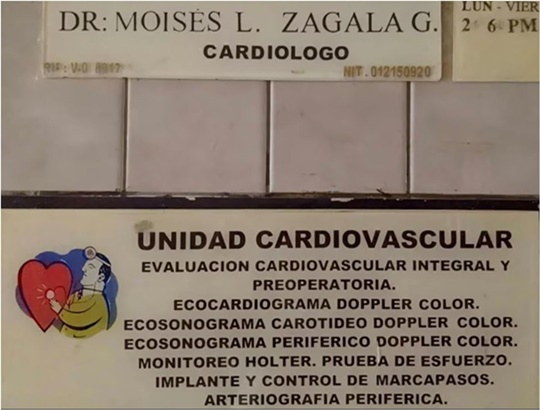 DR: MOISÉS L. ZAGALA G.
CARDIOLOGO
NIT. 012150920
LUN - VIER
2 6 PM
UNIDAD CARDIOVASCULAR
EVALUACION CARDIOVASCULAR INTEGRAL Y
PREOPERATORIA.
ECOCARDIOGRAMA DOPPLER COLOR.
ECOSONOGRAMA CAROTIDEO DOPPLER COLOR.
ECOSONOGRAMA PERIFERICO DOPPLER COLOR.
MONITOREO HOLTER. PRUEBA DE ESFUERZO.
IMPLANTE Y CONTROL DE MARCAPASOS.
ARTERIOGRAFIA PERIFERICA.